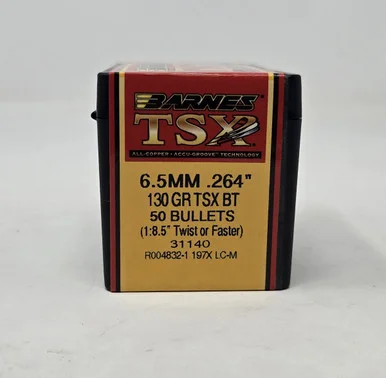 BARNES
TSX
ALL-COPPER • ACCU-GROOVE™ TECHNOLOGY
6.5MM .264"
130 GR TSX BT
50 BULLETS
(1:8.5" Twist or Faster)
31140
R004832-1 197X LC-M